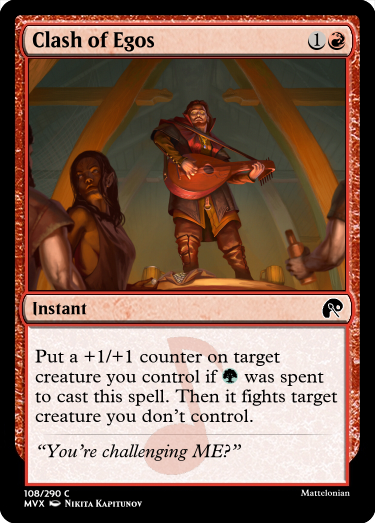 Clash of Egos
1
Instant
Put a +1/+1 counter on target
creature you control if was spent
to cast this spell. Then it fights target
creature you don't control.
"You're challenging ME?"
108/290 C
Mattelonian
MVX Nikita Kapitunov